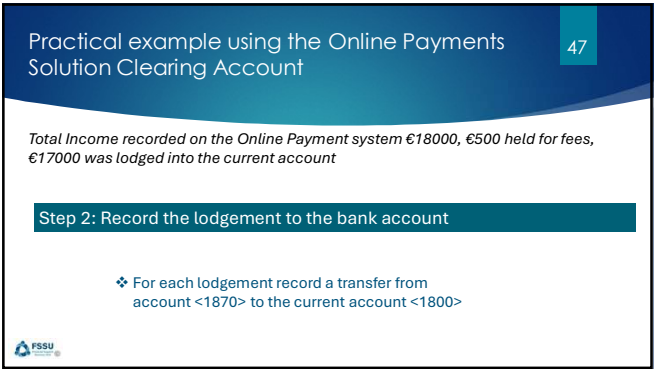 Practical example using the Online Payments
Solution Clearing Account
47
Total Income recorded on the Online Payment system €18000, €500 held for fees,
€17000 was lodged into the current account
Step 2: Record the lodgement to the bank account
❖ For each lodgement record a transfer from
account <1870> to the current account <1800>
FSSU